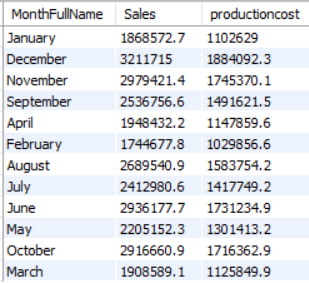 MonthFullName Sales productioncost
January 1868572.7 1102629
December 3211715 1884092.3
November 2979421.4 1745370.1
September 2536756.6 1491621.5
April 1948432.2 1147859.6
February 1744677.8 1029856.6
August 2689540.9 1583754.2
July 2412980.6 1417749.2
June 2936177.7 1731234.9
May 2205152.3 1301413.2
October 2916660.9 1716362.9
March 1908589.1 1125849.9